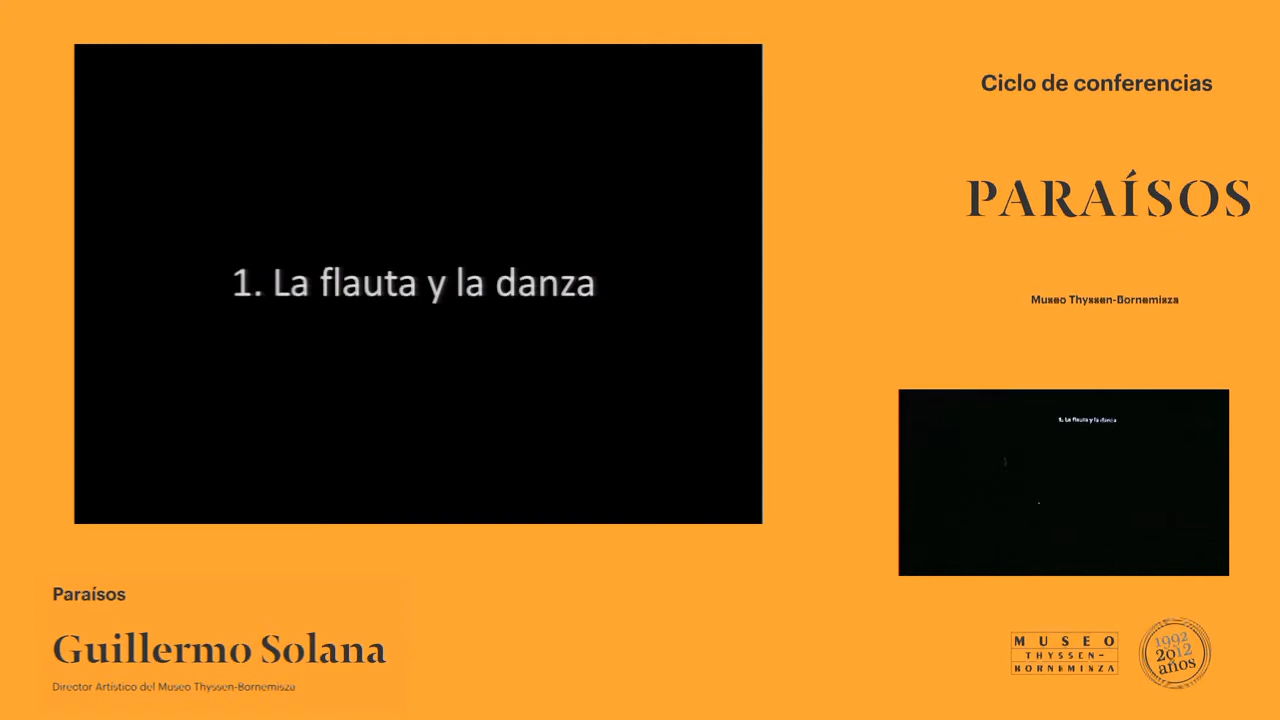 1. La flauta y la danza
Ciclo de conferencias
PARAÍSOS
Museo Thyssen-Bornemisza
1. La flauta y la danza
Paraísos
Guillermo Solana
Director Artístico del Museo Thyssen-Bornemisza
MUSEO
THYSSEN-
BORNEMISZA
1992
2012
años